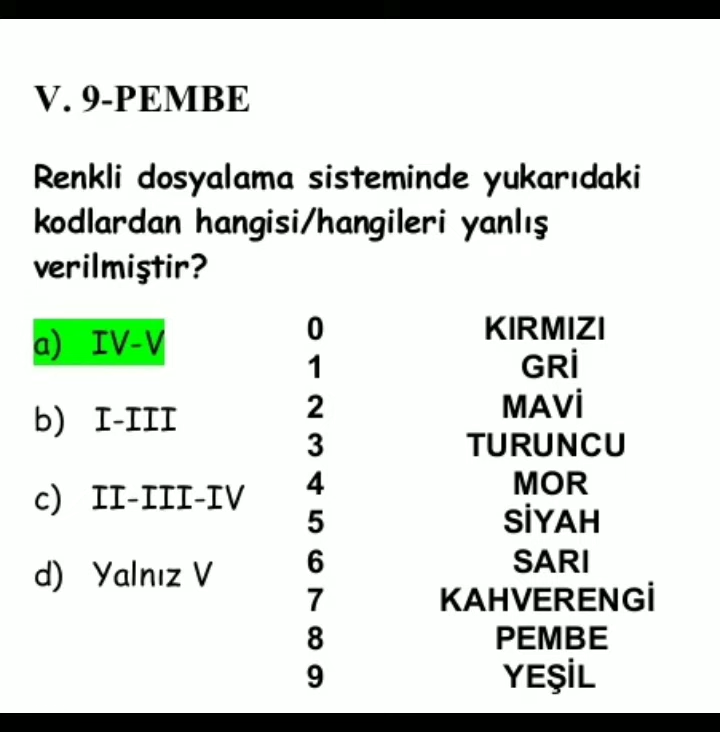 V. 9-PEMBE
Renkli dosyalama sisteminde yukarıdaki
kodlardan hangisi/hangileri yanlış
verilmiştir?
a) IV-V
b) I-III
c) II-III-IV
d) Yalnız V
0 KIRMIZI
1 GRİ
2 MAVİ
3 TURUNCU
4 MOR
5 SİYAH
6 SARI
7 KAHVERENGİ
8 PEMBE
9 YEŞİL